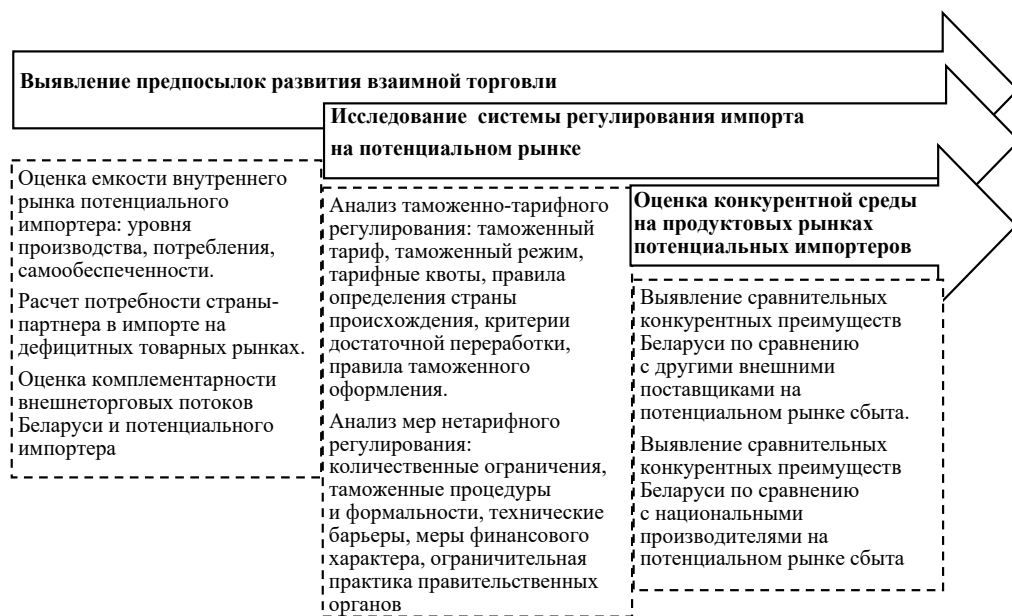 Выявление предпосылок развития взаимной торговли
Исследование системы регулирования импорта
на потенциальном рынке
Оценка емкости внутреннего
рынка потенциального
импортера: уровня
производства, потребления,
самообеспеченности.
Расчет потребности страны-
партнера в импорте на
дефицитных товарных рынках.
Оценка комплементарности
внешнеторговых потоков
Беларуси и потенциального
импортера
Анализ таможенно-тарифного
регулирования: таможенный
тариф, таможенный режим,
тарифные квоты, правила
определения страны
происхождения, критерии
достаточной переработки,
правила таможенного
оформления.
Анализ мер нетарифного
регулирования:
количественные ограничения,
таможенные процедуры
и формальности, технические
барьеры, меры финансового
характера, ограничительная
практика правительственных
органов
Оценка конкурентной среды
на продуктовых рынках
потенциальных импортеров
Выявление сравнительных
конкурентных преимуществ
Беларуси по сравнению
с другими внешними
поставщиками на
потенциальном рынке сбыта.
Выявление сравнительных
конкурентных преимуществ
Беларуси по сравнению
с национальными
производителями на
потенциальном рынке сбыта